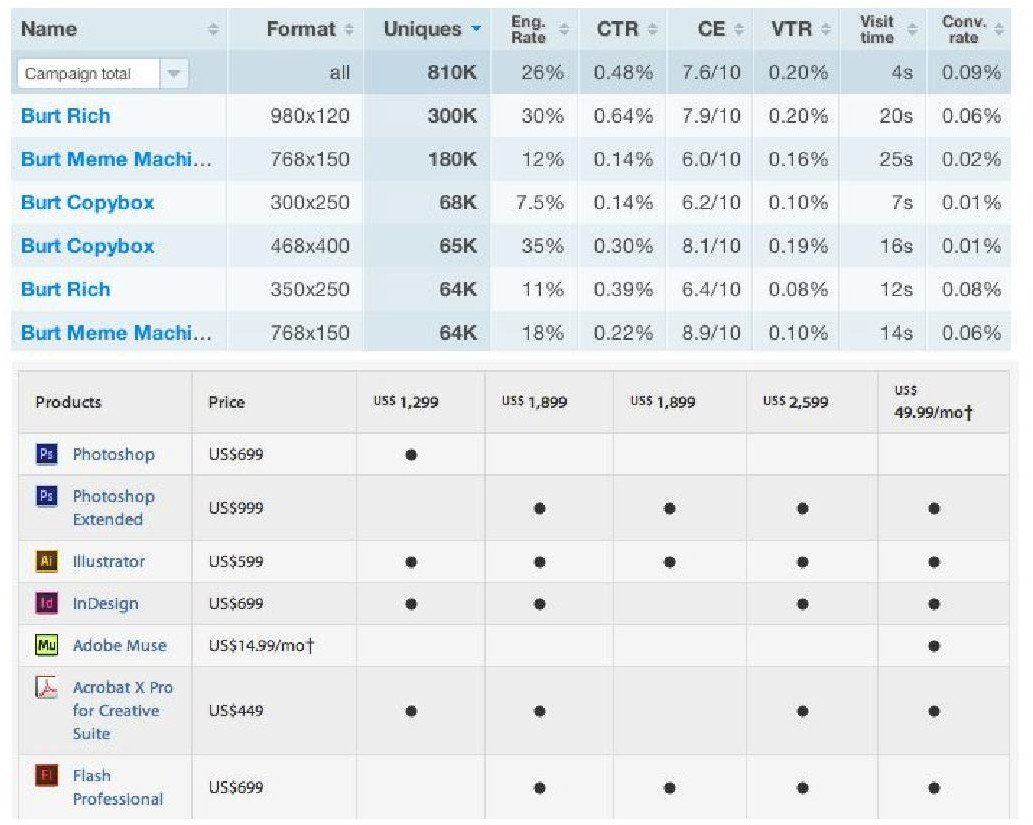 Name Format Uniques Eng. Rate CTR CE VTR Visit time Conv. rate
Campaign total all 810K 26% 0.48% 7.6/10 0.20% 4s 0.09%
Burt Rich 980x120 300K 30% 0.64% 7.9/10 0.20% 20s 0.06%
Burt Meme Machi... 768x150 180K 12% 0.14% 6.0/10 0.16% 25s 0.02%
Burt Copybox 300x250 68K 7.5% 0.14% 6.2/10 0.10% 7s 0.01%
Burt Copybox 468x400 65K 35% 0.30% 8.1/10 0.19% 16s 0.01%
Burt Rich 350x250 64K 11% 0.39% 6.4/10 0.08% 12s 0.08%
Burt Meme Machi... 768x150 64K 18% 0.22% 8.9/10 0.10% 14s 0.06%
Products Price US$ 1,299 US$ 1,899 US$ 1,899 US$ 2,599 US$ 49.99/mo†
Ps Photoshop US$699 ●
Ps Photoshop Extended US$999 ● ● ● ●
Ai Illustrator US$599 ● ● ● ● ●
Id InDesign US$699 ● ● ● ●
Mu Adobe Muse US$14.99/mo† ●
Acrobat X Pro for Creative Suite US$449 ● ● ● ●
Fl Flash Professional US$699 ● ● ● ●